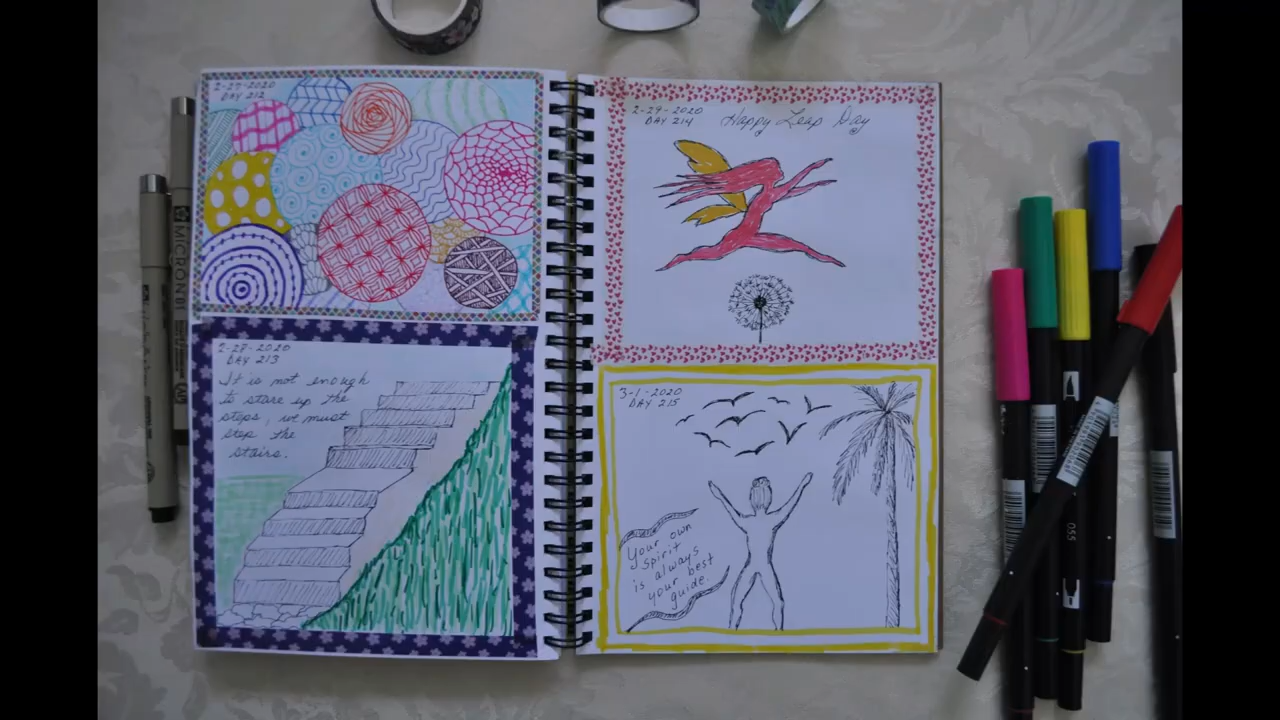 2-27-2020
DAY 212
2-28-2020
DAY 213
It is not enough
to stare up the
steps, we must
step the
stairs.
2-29-2020
DAY 214
Happy Leap Day
3-1-2020
DAY 215
Your own
spirit
is always
your best
guide.
MICRON 01
055